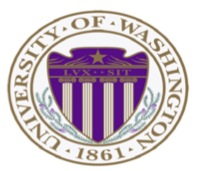 UNIVERSITY · OF · WASHINGTON
LVX SIT
· 1861 ·